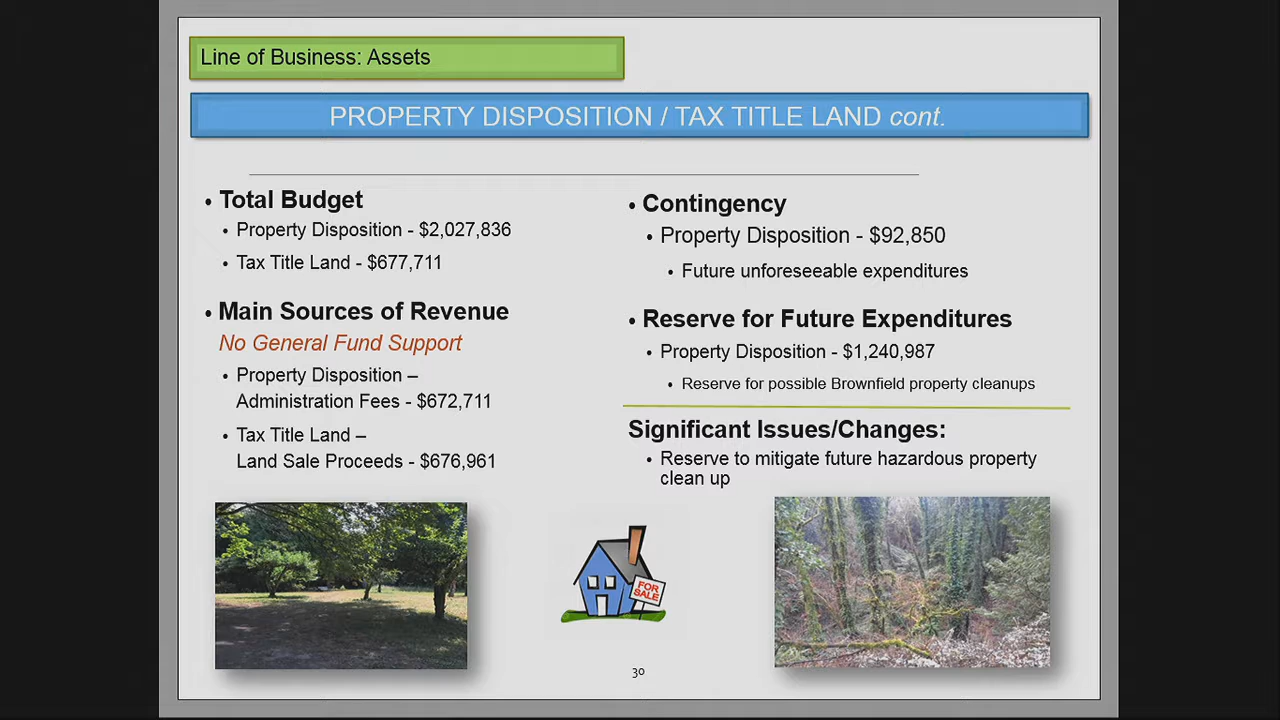 Line of Business: Assets
PROPERTY DISPOSITION / TAX TITLE LAND cont.
• Total Budget
• Property Disposition - $2,027,836
• Tax Title Land - $677,711
• Main Sources of Revenue
No General Fund Support
• Property Disposition –
Administration Fees - $672,711
• Tax Title Land –
Land Sale Proceeds - $676,961
• Contingency
• Property Disposition - $92,850
• Future unforeseeable expenditures
• Reserve for Future Expenditures
• Property Disposition - $1,240,987
• Reserve for possible Brownfield property cleanups
Significant Issues/Changes:
• Reserve to mitigate future hazardous property
clean up
FOR
SALE
30